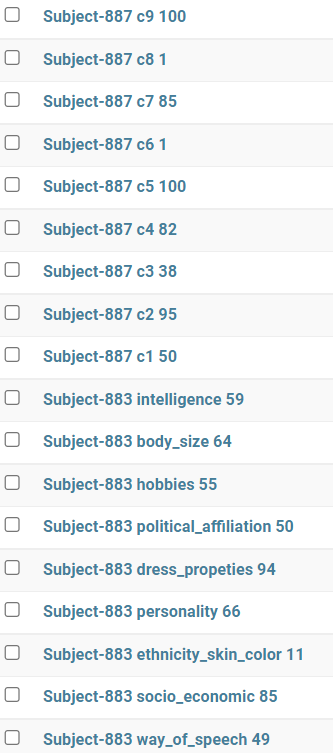 Subject-887 c9 100
Subject-887 c8 1
Subject-887 c7 85
Subject-887 c6 1
Subject-887 c5 100
Subject-887 c4 82
Subject-887 c3 38
Subject-887 c2 95
Subject-887 c1 50
Subject-883 intelligence 59
Subject-883 body_size 64
Subject-883 hobbies 55
Subject-883 political_affiliation 50
Subject-883 dress_propeties 94
Subject-883 personality 66
Subject-883 ethnicity_skin_color 11
Subject-883 socio_economic 85
Subject-883 way_of_speech 49